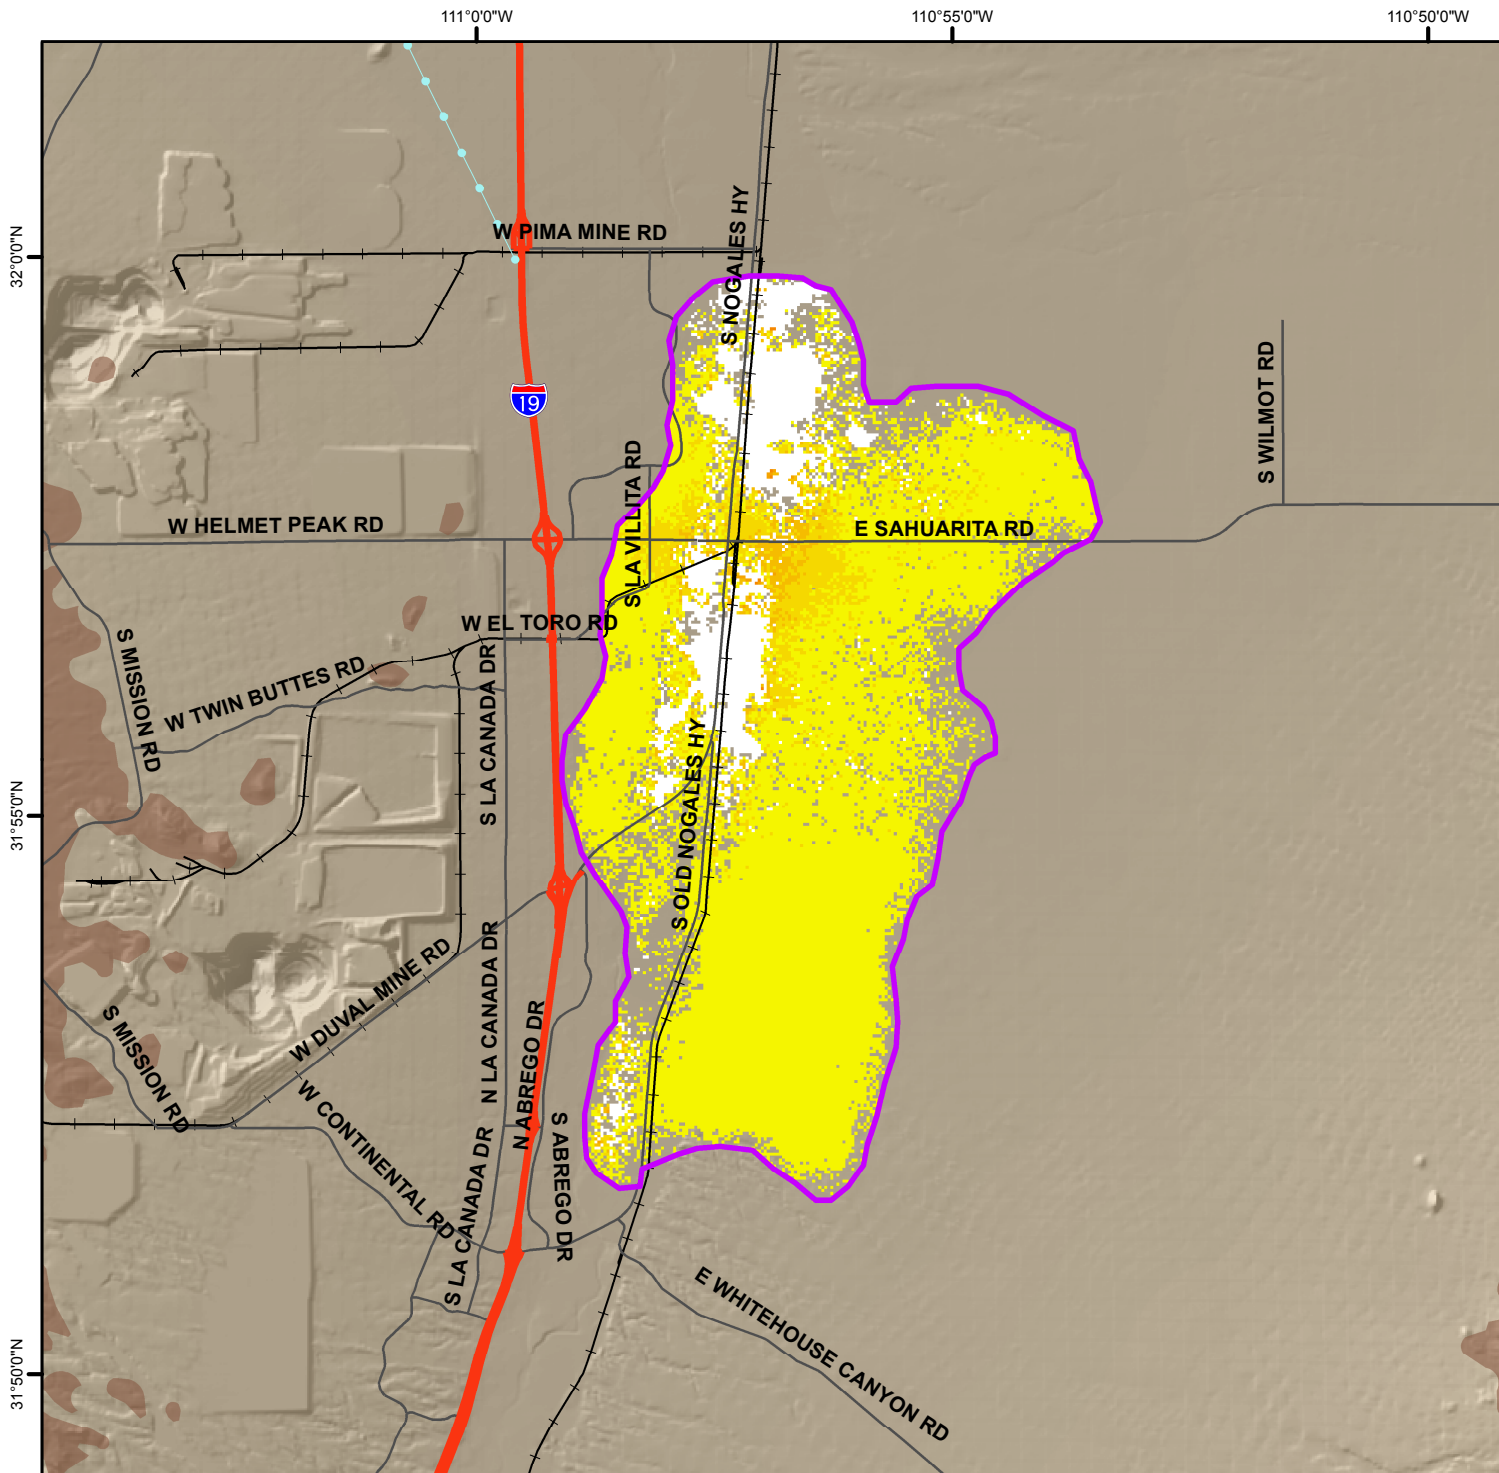 111°0'0"W
110°55'0"W
110°50'0"W
32°0'0"N
31°55'0"N
31°50'0"N
W PIMA MINE RD
S NOGALES HY
19
S WILMOT RD
S LA VILLITA RD
W HELMET PEAK RD
E SAHUARITA RD
W EL TORO RD
S MISSION RD
W TWIN BUTTES RD
S LA CANADA DR
S OLD NOGALES HY
W DUVAL MINE RD
N LA CANADA DR
N ABREGO DR
S MISSION RD
W CONTINENTAL RD
S LA CANADA DR
S ABREGO DR
E WHITEHOUSE CANYON RD